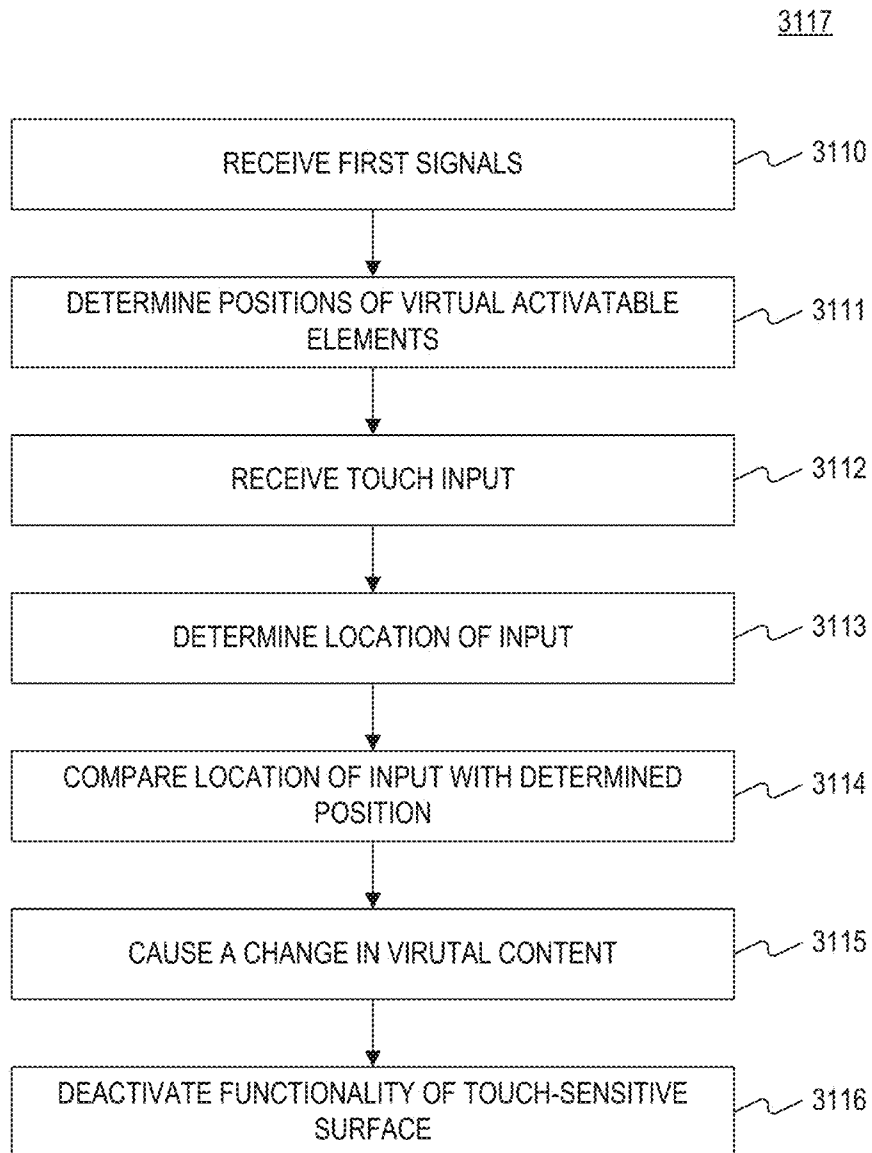 3117
RECEIVE FIRST SIGNALS
3110
DETERMINE POSITIONS OF VIRTUAL ACTIVATABLE
ELEMENTS
3111
RECEIVE TOUCH INPUT
3112
DETERMINE LOCATION OF INPUT
3113
COMPARE LOCATION OF INPUT WITH DETERMINED
POSITION
3114
CAUSE A CHANGE IN VIRUTAL CONTENT
3115
DEACTIVATE FUNCTIONALITY OF TOUCH-SENSITIVE
SURFACE
3116